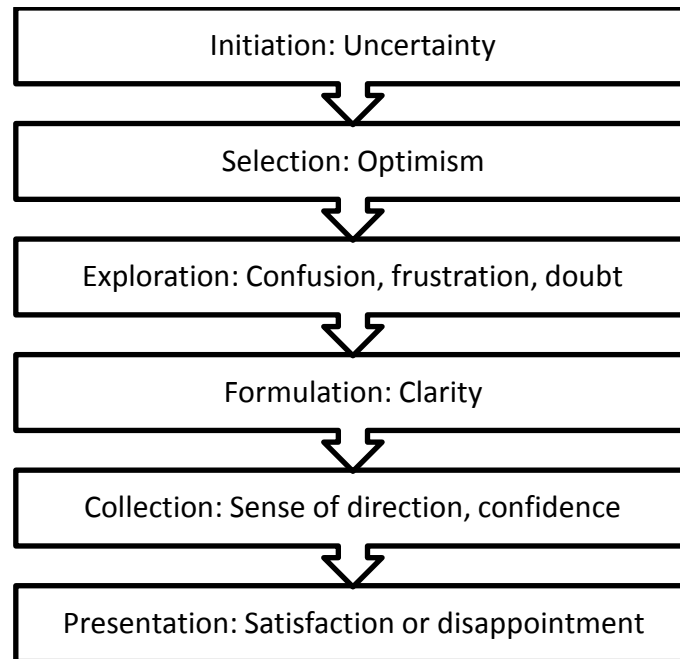 Initiation: Uncertainty
Selection: Optimism
Exploration: Confusion, frustration, doubt
Formulation: Clarity
Collection: Sense of direction, confidence
Presentation: Satisfaction or disappointment